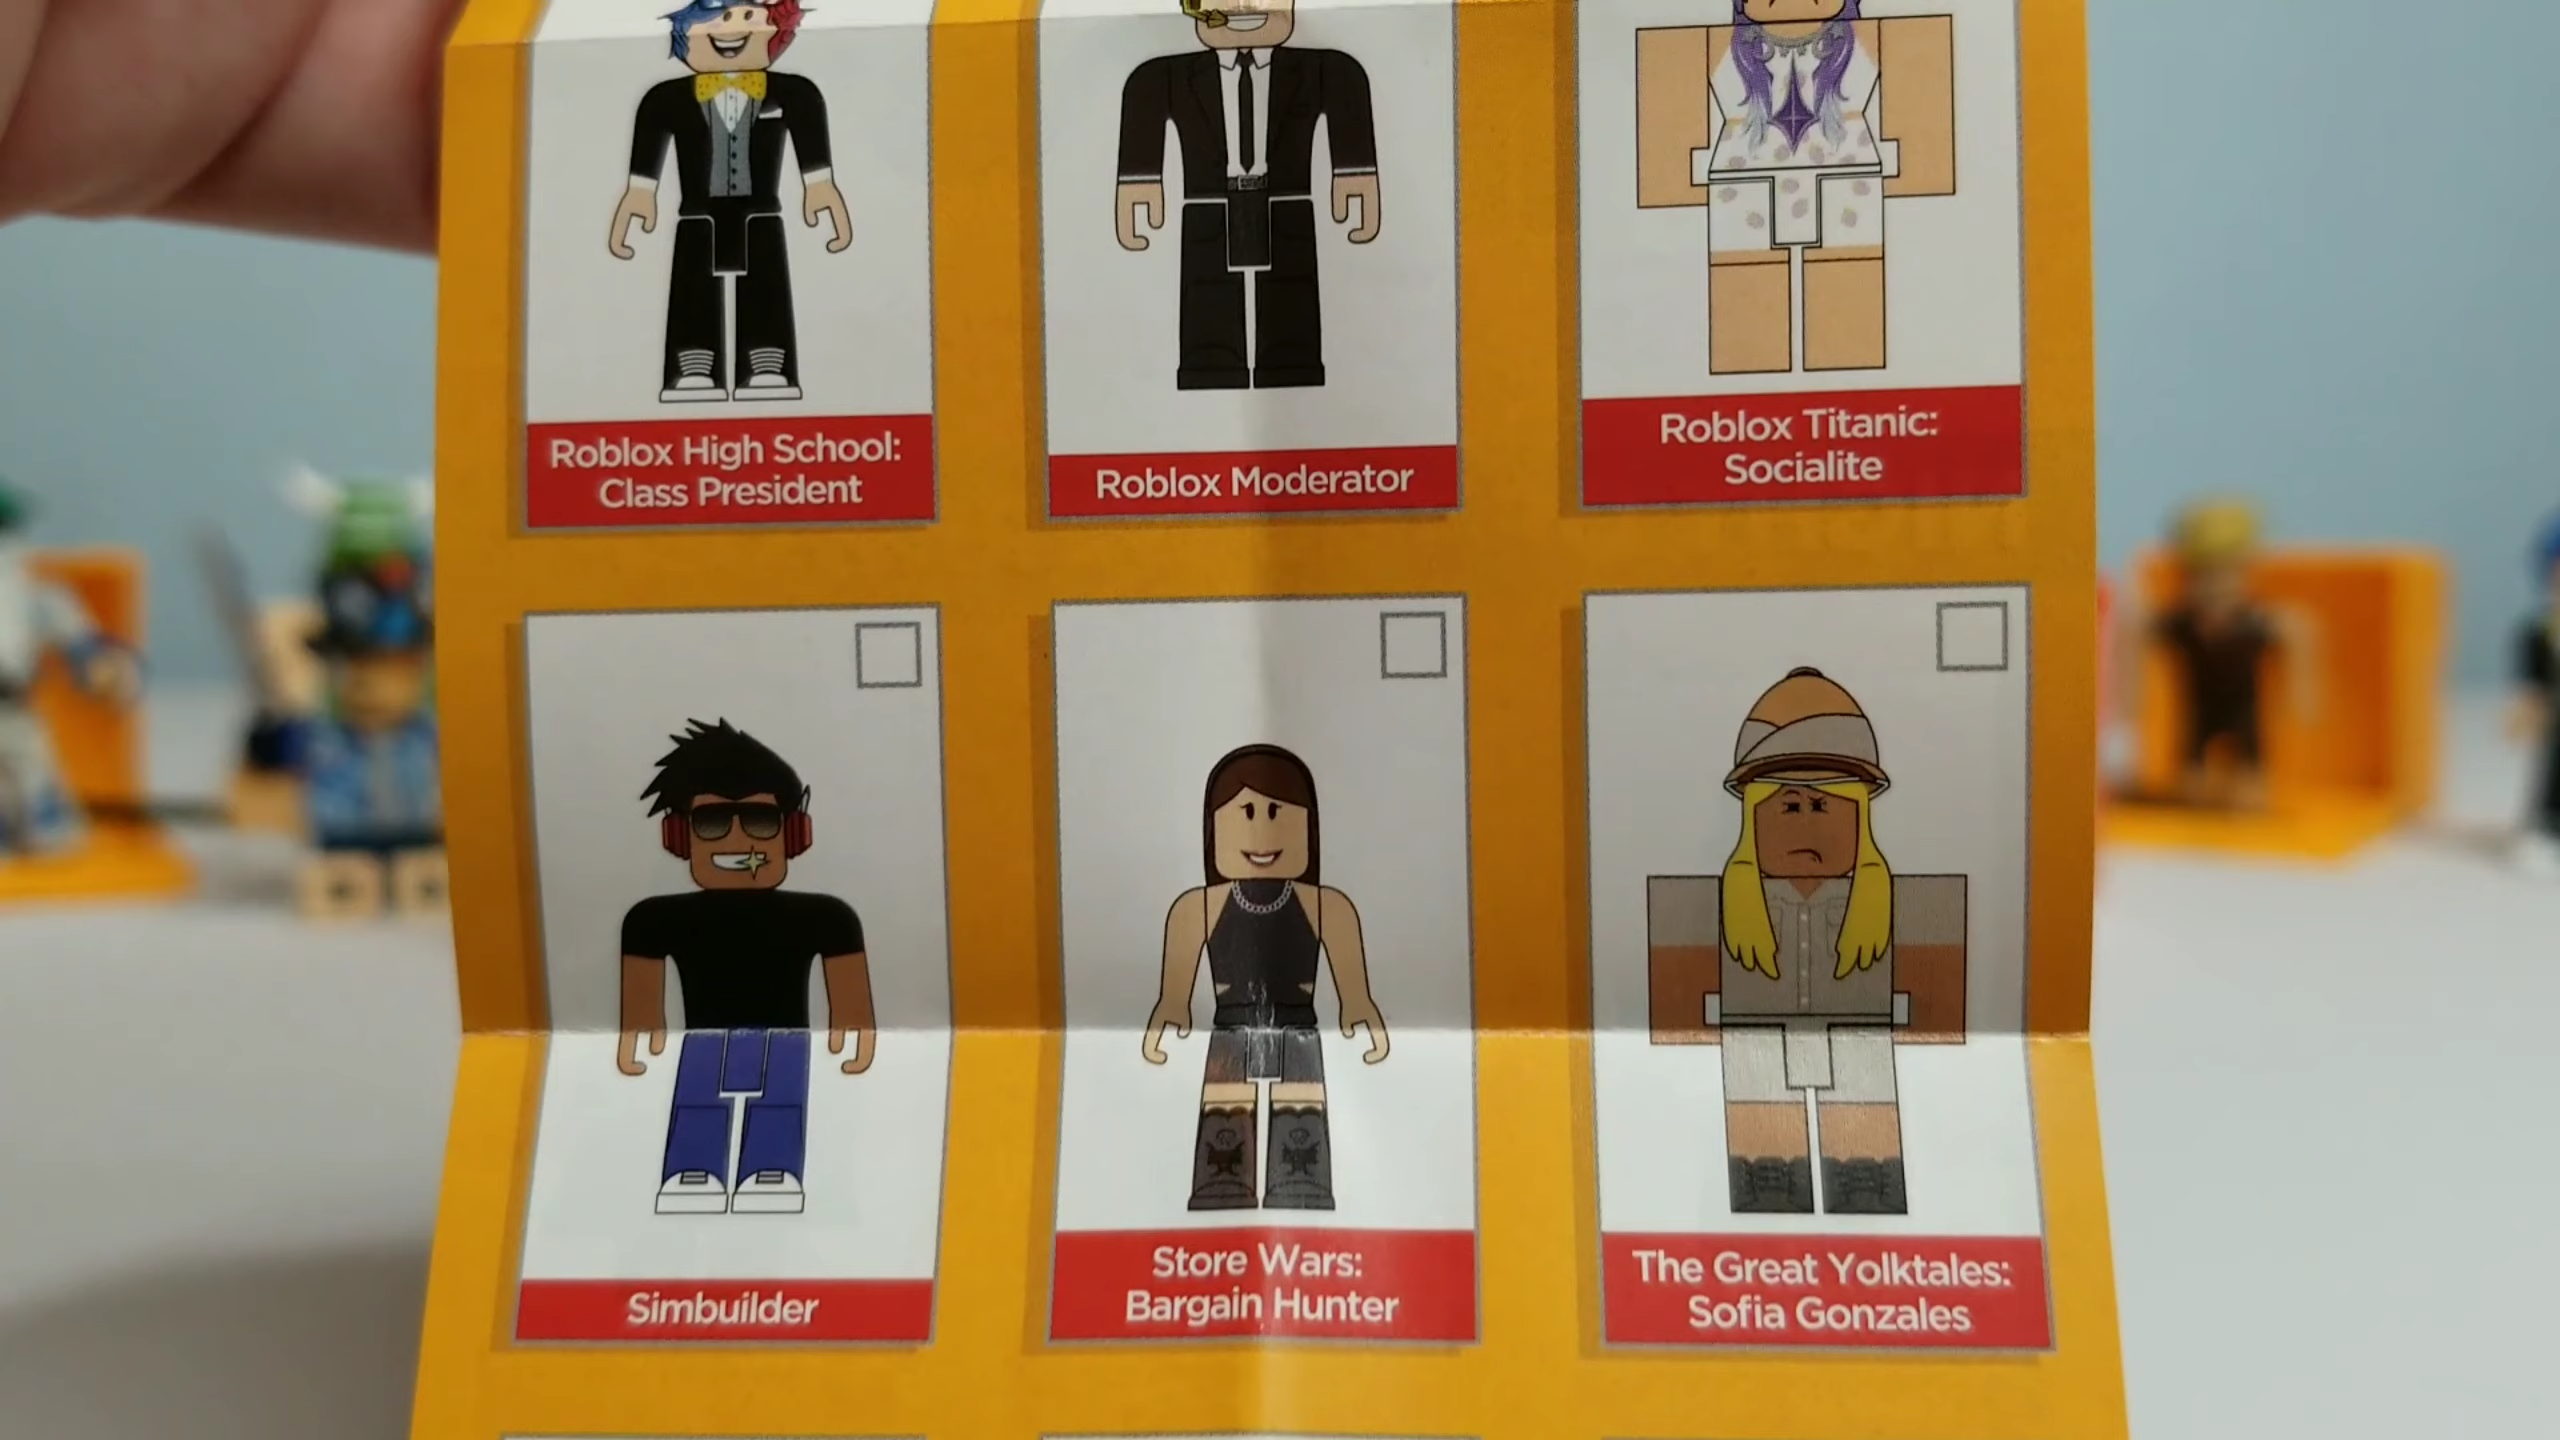 Roblox High School:
Class President
Roblox Moderator
Roblox Titanic:
Socialite
Simbuilder
Store Wars:
Bargain Hunter
The Great Yolktales:
Sofia Gonzales